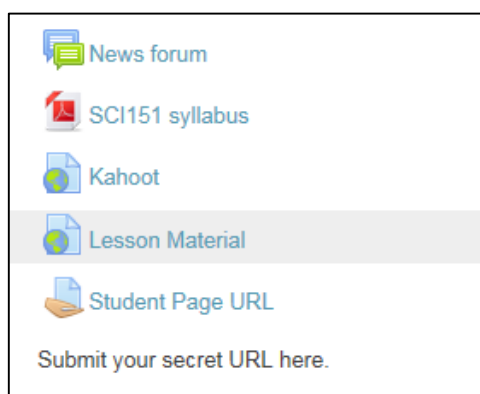 News forum
SCI151 syllabus
Kahoot
Lesson Material
Student Page URL
Submit your secret URL here.